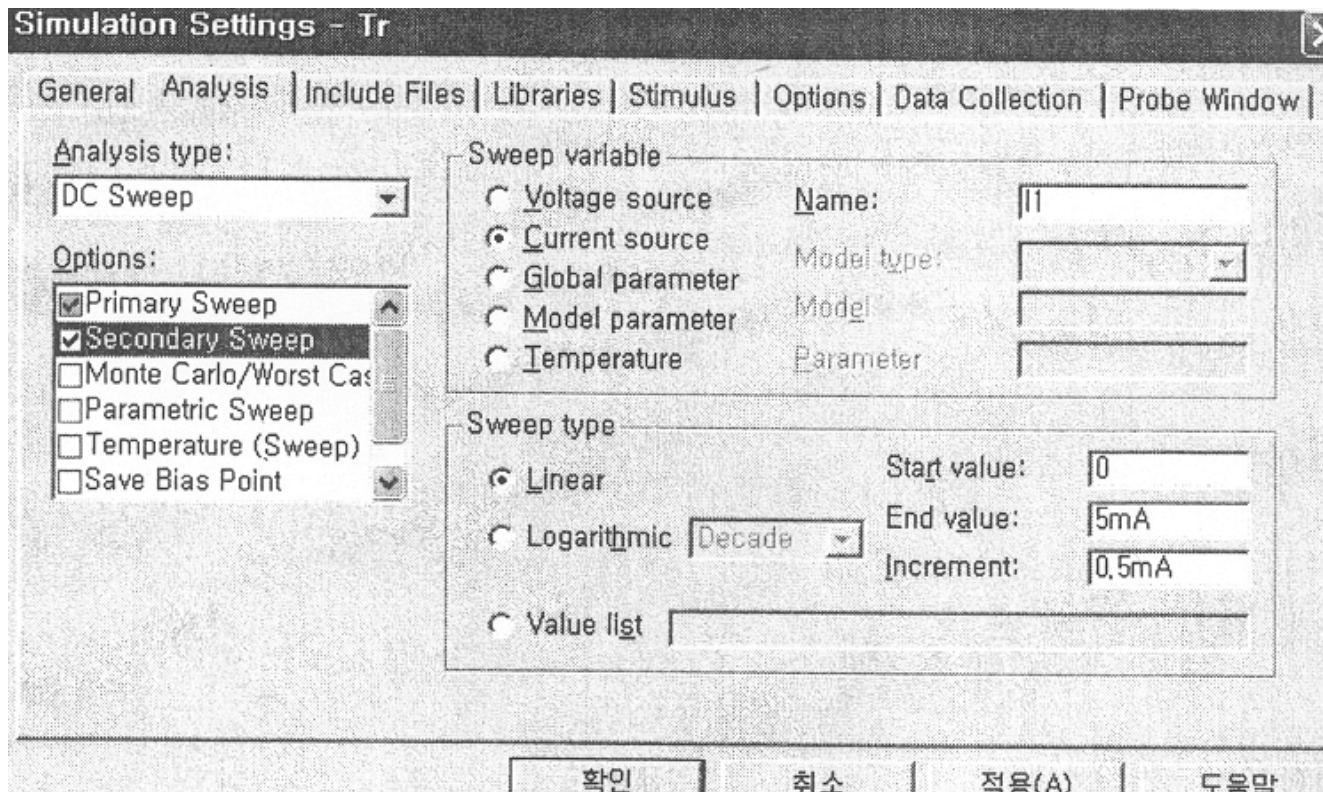 Simulation Settings - Tr
General Analysis Include Files Libraries Stimulus Options Data Collection Probe Window
Analysis type:
DC Sweep
Options:
Primary Sweep
Secondary Sweep
Monte Carlo/Worst Cas
Parametric Sweep
Temperature (Sweep)
Save Bias Point
Sweep variable
Voltage source
Current source
Global parameter
Model parameter
Temperature
Name: I1
Model type:
Model
Parameter
Sweep type
Linear
Logarithmic Decade
Value list
Start value: 0
End value: 5mA
Increment: 0.5mA
확인 취소 적용(A) 도움말